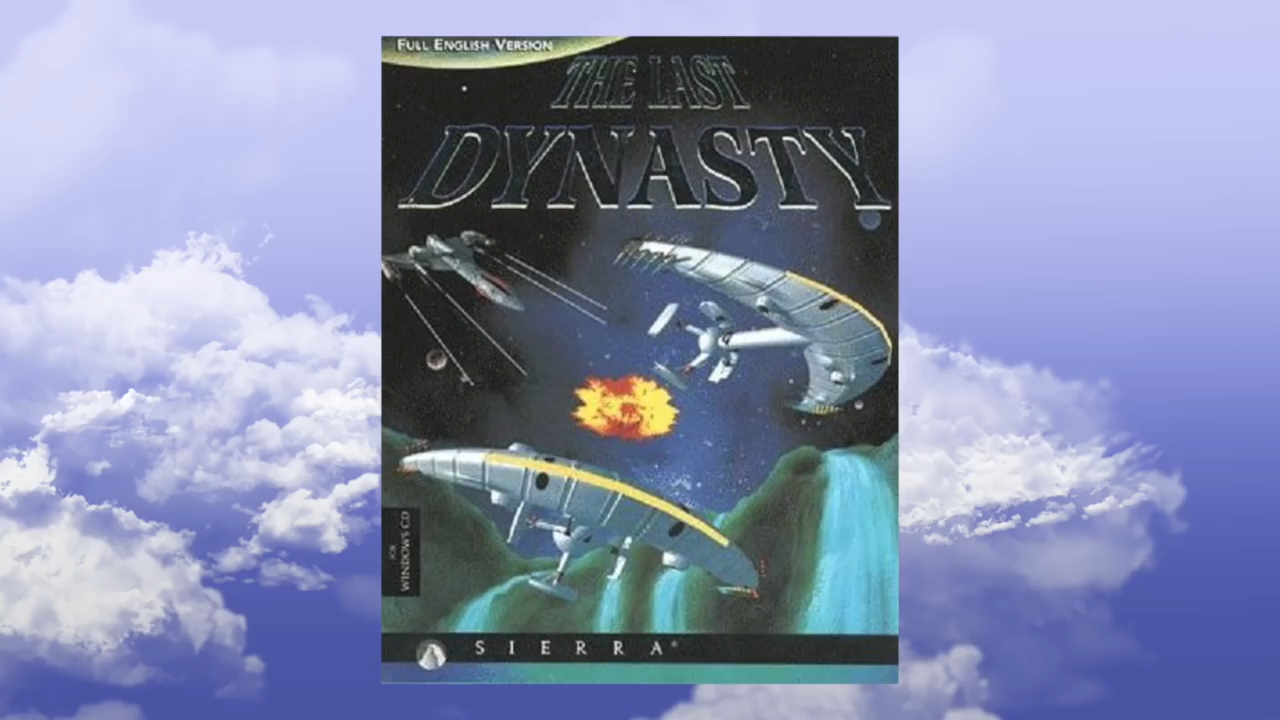 FULL ENGLISH VERSION
THE LAST
DYNASTY
FOR
WINDOWS CD
SIERRA®